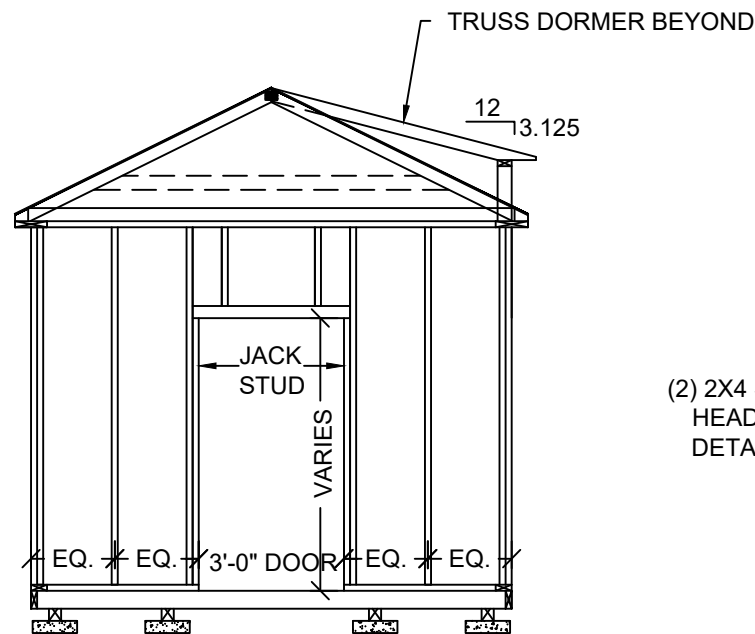 TRUSS DORMER BEYOND
12
3.125
JACK
STUD
(2) 2X4
HEAD
DETA
VARIES
EQ. EQ. 3'-0" DOOR EQ. EQ.